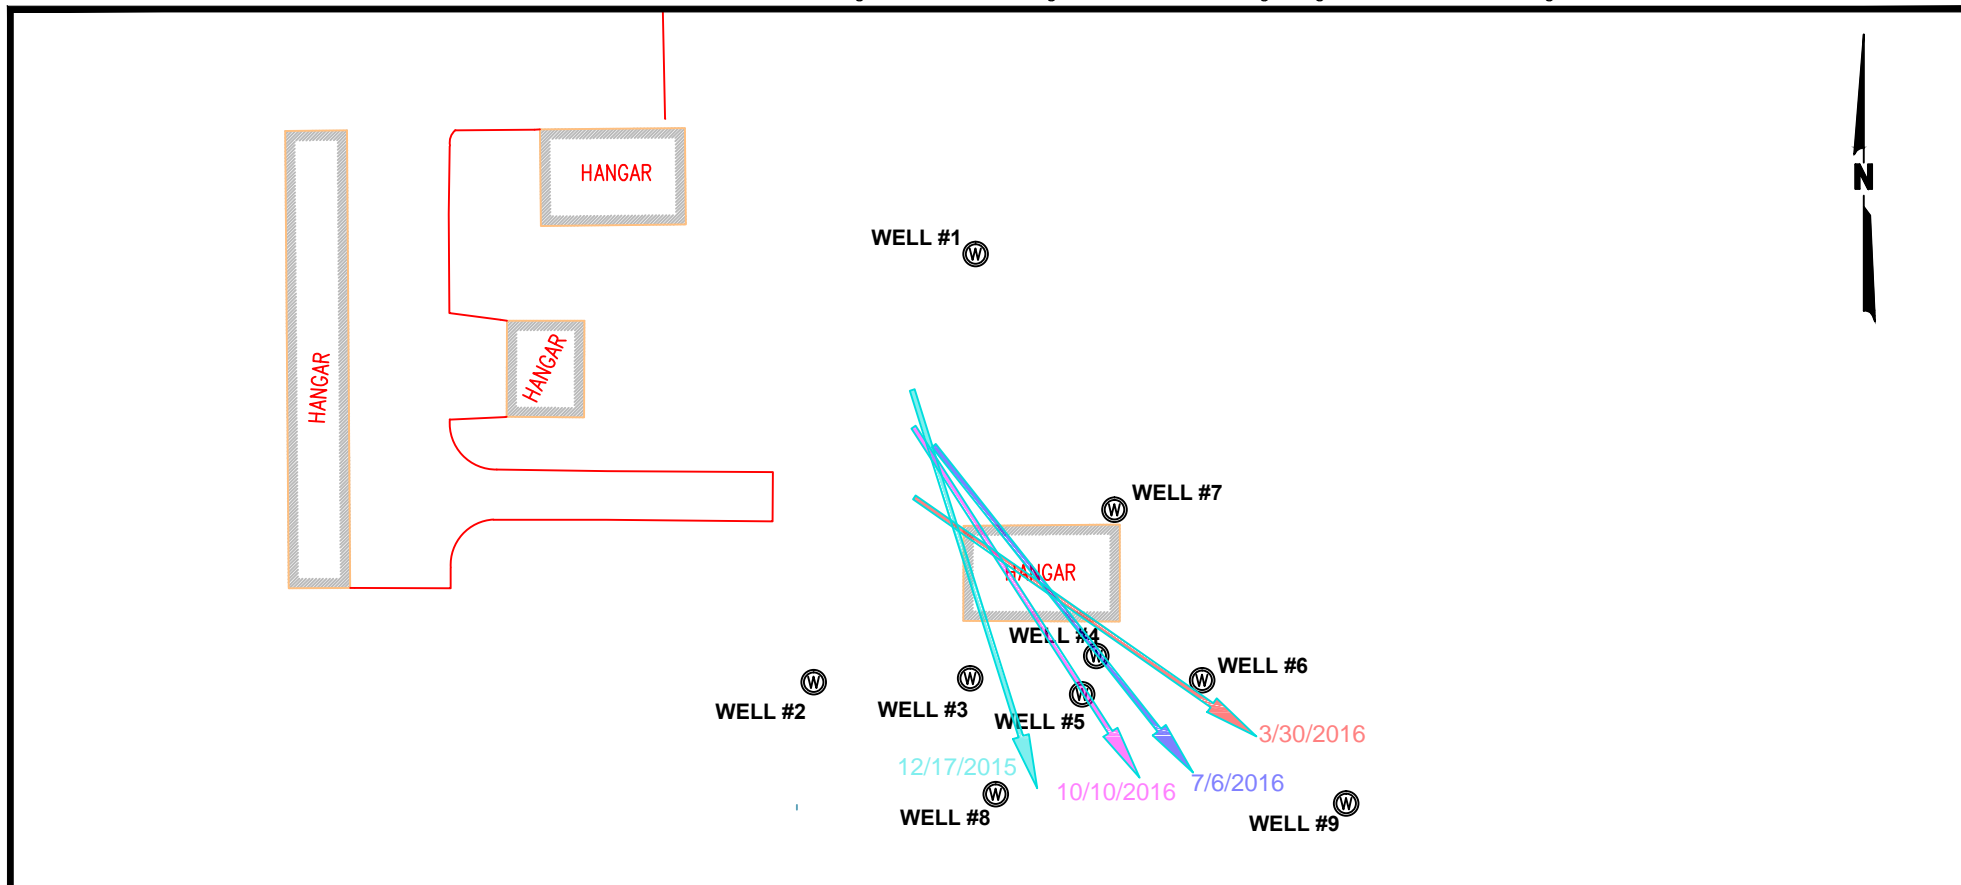 HANGAR
N
WELL #1
HANGAR
HANGAR
WELL #7
HANGAR
WELL #4
WELL #6
WELL #2
WELL #3
WELL #5
3/30/2016
12/17/2015
10/10/2016
7/6/2016
WELL #8
WELL #9
W
W
W
W
W
W
W
W
W